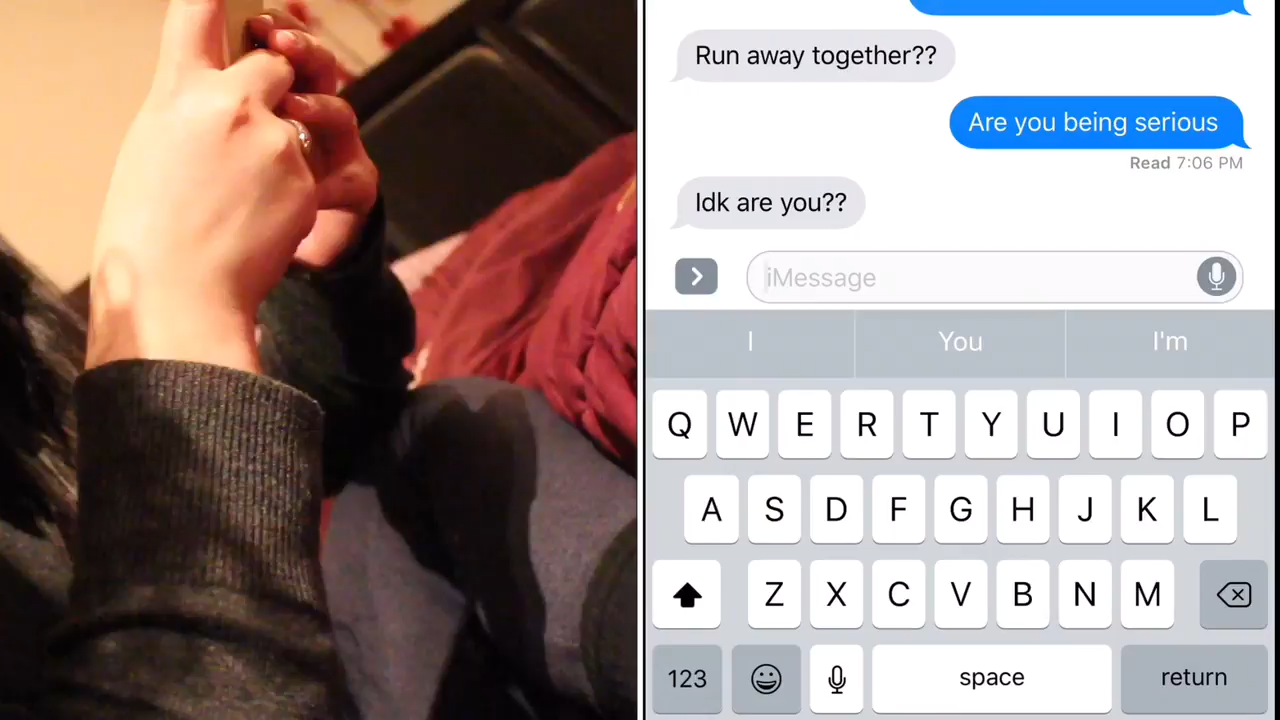 Run away together??
Are you being serious
Read 7:06 PM
Idk are you??
iMessage
I You I'm
Q W E R T Y U I O P
A S D F G H J K L
Z X C V B N M
123 space return